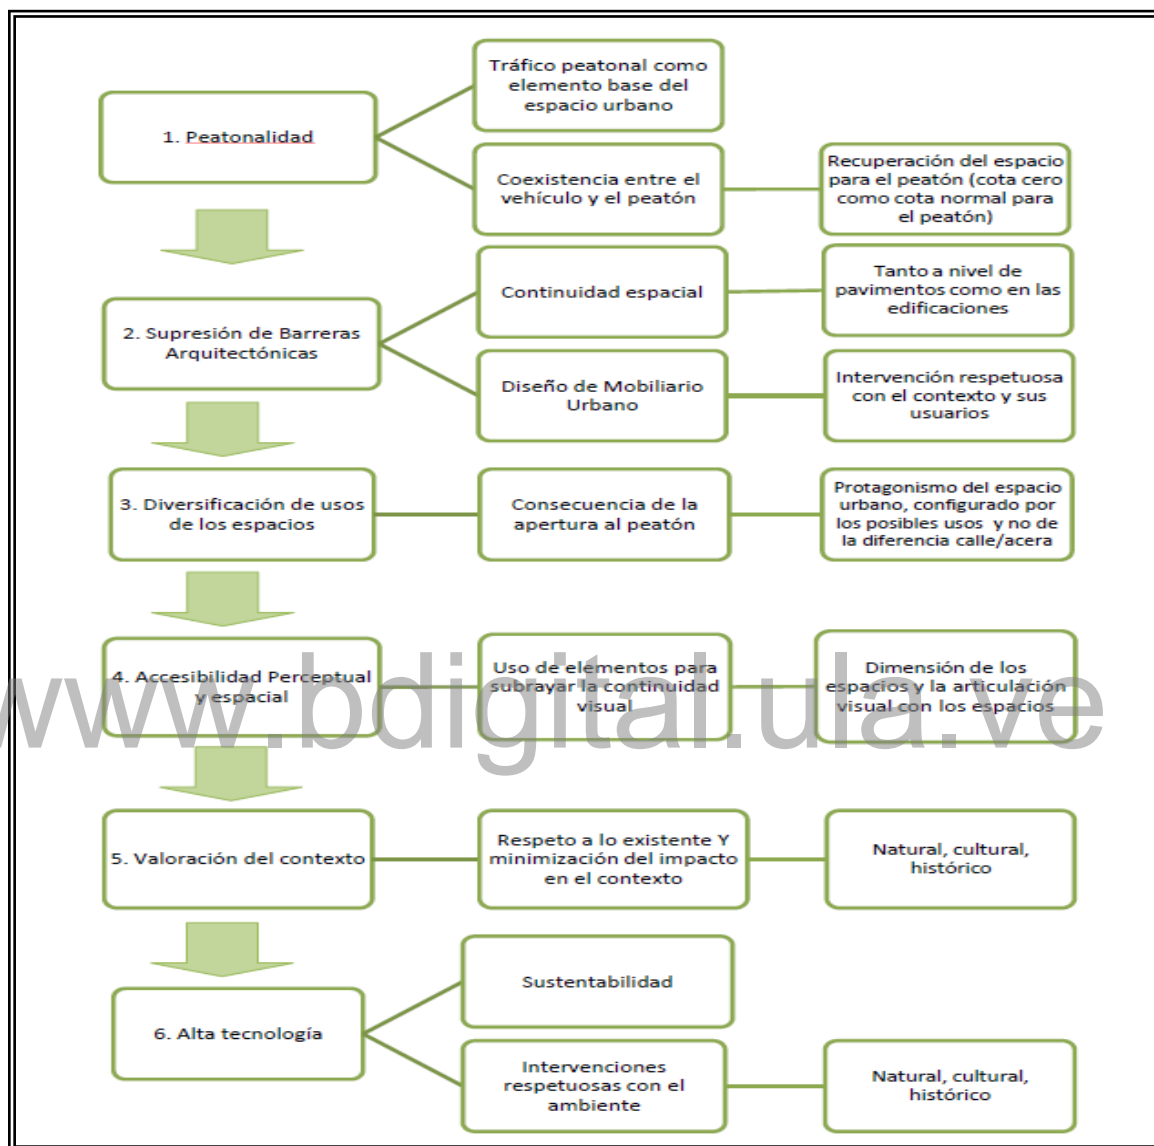 Tráfico peatonal como
elemento base del
espacio urbano
1. Peatonalidad
Coexistencia entre el
vehículo y el peatón
Recuperación del espacio
para el peatón (cota cero
como cota normal para
el peatón)
2. Supresión de Barreras
Arquitectónicas
Continuidad espacial
Tanto a nivel de
pavimentos como en las
edificaciones
Diseño de Mobiliario
Urbano
Intervención respetuosa
con el contexto y sus
usuarios
3. Diversificación de usos
de los espacios
Consecuencia de la
apertura al peatón
Protagonismo del espacio
urbano, configurado por
los posibles usos y no de
la diferencia calle/acera
4. Accesibilidad Perceptual
y espacial
Uso de elementos para
subrayar la continuidad
visual
Dimensión de los
espacios y la articulación
visual con los espacios
www.bdigital.ula.ve
5. Valoración del contexto
Respeto a lo existente Y
minimización del impacto
en el contexto
Natural, cultural,
histórico
6. Alta tecnología
Sustentabilidad
Intervenciones
respetuosas con el
ambiente
Natural, cultural,
histórico